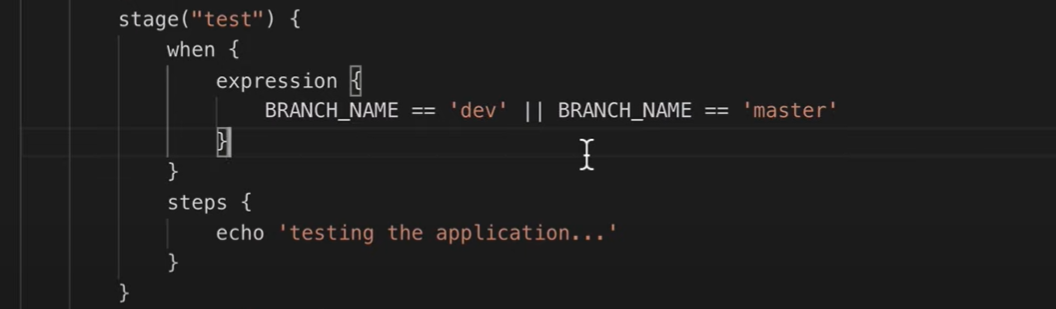 stage("test") {
when {
expression {
BRANCH_NAME == 'dev' || BRANCH_NAME == 'master'
}
}
steps {
echo 'testing the application...'
}
}